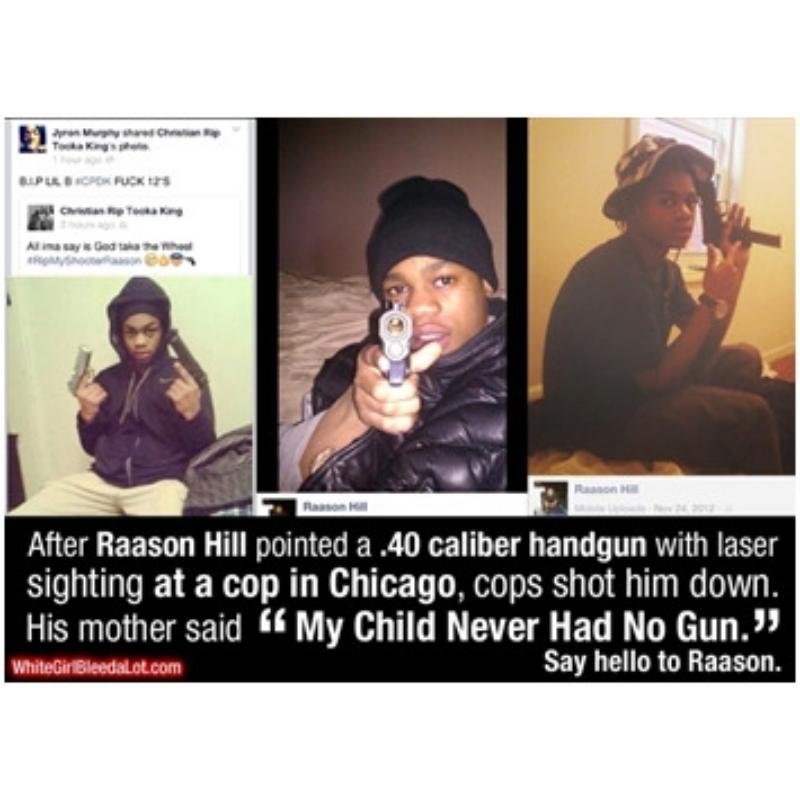 Jyron Murphy shared Christian Rip
Tooka King's photo.
1 hour ago
B.I.P LIL B #CPDK FUCK 12'S
Christian Rip Tooka King
3 hours ago
All ima say is God take the Wheel
#RipMyShooterRaason
Raason Hill
Raason Hill
Mobile Uploads · Nov 24, 2012 ·
After Raason Hill pointed a .40 caliber handgun with laser
sighting at a cop in Chicago, cops shot him down.
His mother said “ My Child Never Had No Gun.”
WhiteGirlBleedaLot.com
Say hello to Raason.